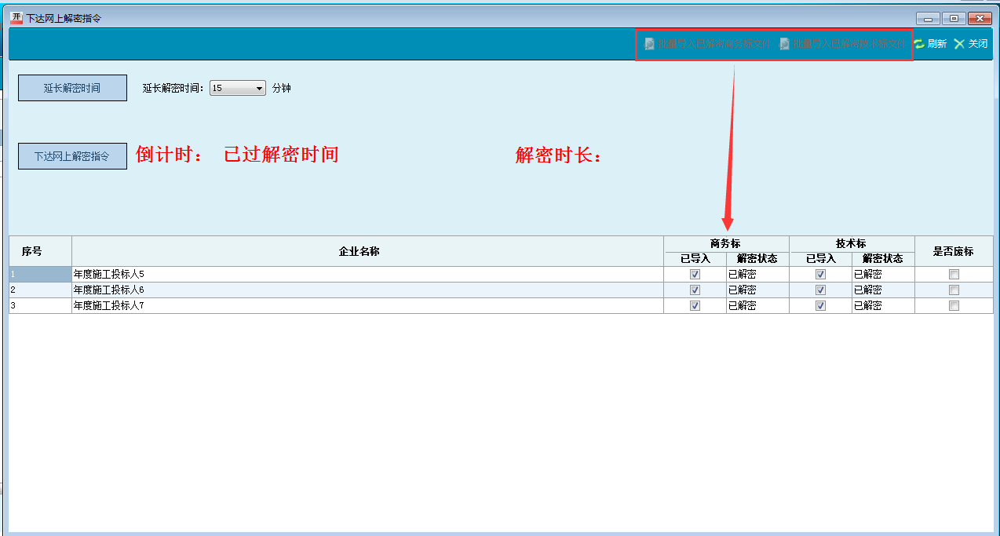 开 下达网上解密指令
批量导入已解密商务标文件 批量导入已解密技术标文件 刷新 关闭
延长解密时间 延长解密时间： 15 分钟
下达网上解密指令 倒计时： 已过解密时间 解密时长：
序号 企业名称 商务标 技术标 是否废标
已导入 解密状态 已导入 解密状态
1 年度施工投标人5 已解密 已解密
2 年度施工投标人6 已解密 已解密
3 年度施工投标人7 已解密 已解密